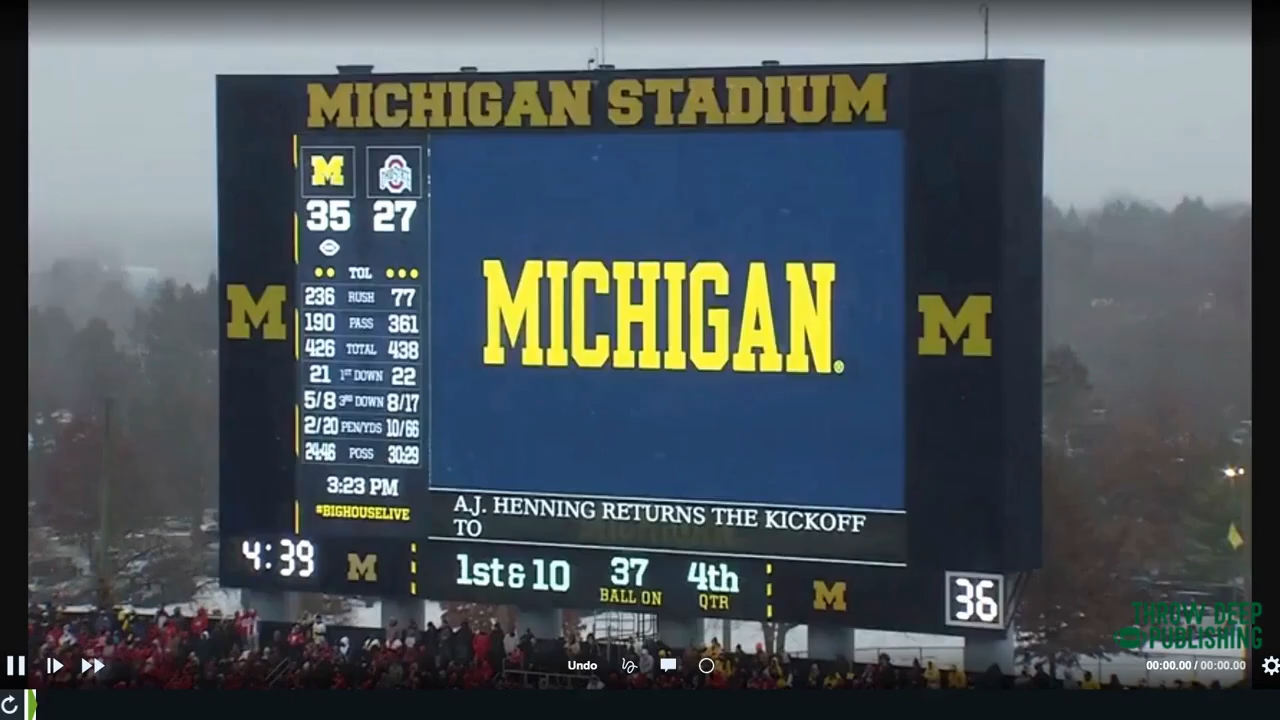 MICHIGAN STADIUM
M
35 27
TOL
236 RUSH 77
190 PASS 361
426 TOTAL 438
21 1ST DOWN 22
5/8 3RD DOWN 8/17
2/20 PEN/YDS 10/66
24:46 POSS 30:29
3:23 PM
#BIGHOUSELIVE
MICHIGAN®
M
M
A.J. HENNING RETURNS THE KICKOFF
TO
4:39 M 1st & 10 37 4th M 36
BALL ON QTR
THROW DEEP
PUBLISHING
Undo 00:00.00 / 00:00.00